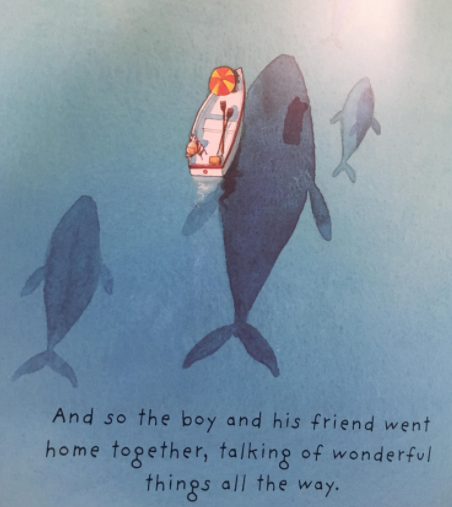 And so the boy and his friend went
home together, talking of wonderful
things all the way.